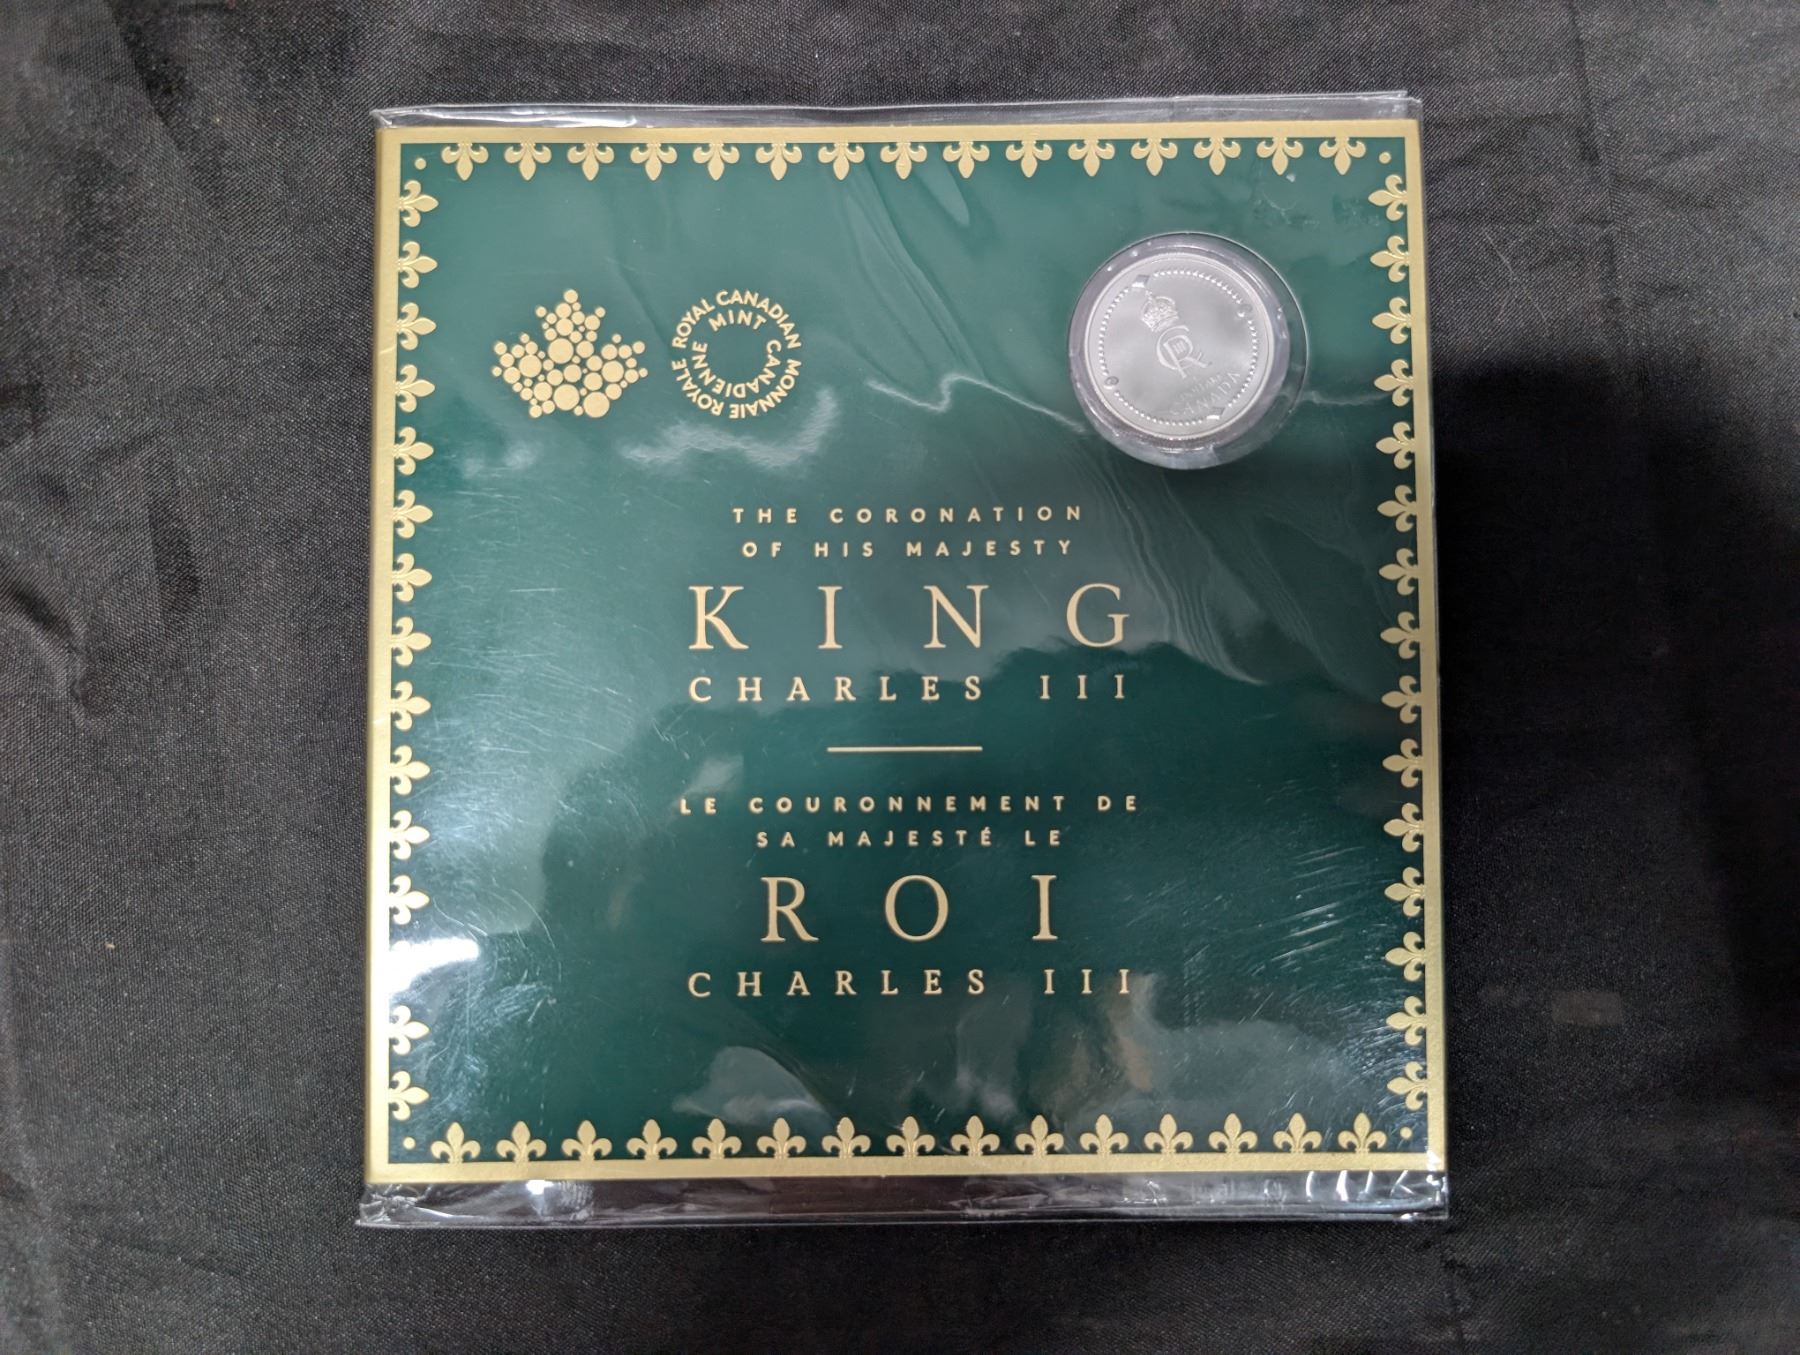 ROYAL CANADIAN MINT
MONNAIE ROYALE CANADIENNE
CANADA
THE CORONATION
OF HIS MAJESTY
KING
CHARLES III
LE COURONNEMENT DE
SA MAJESTÉ LE
ROI
CHARLES III